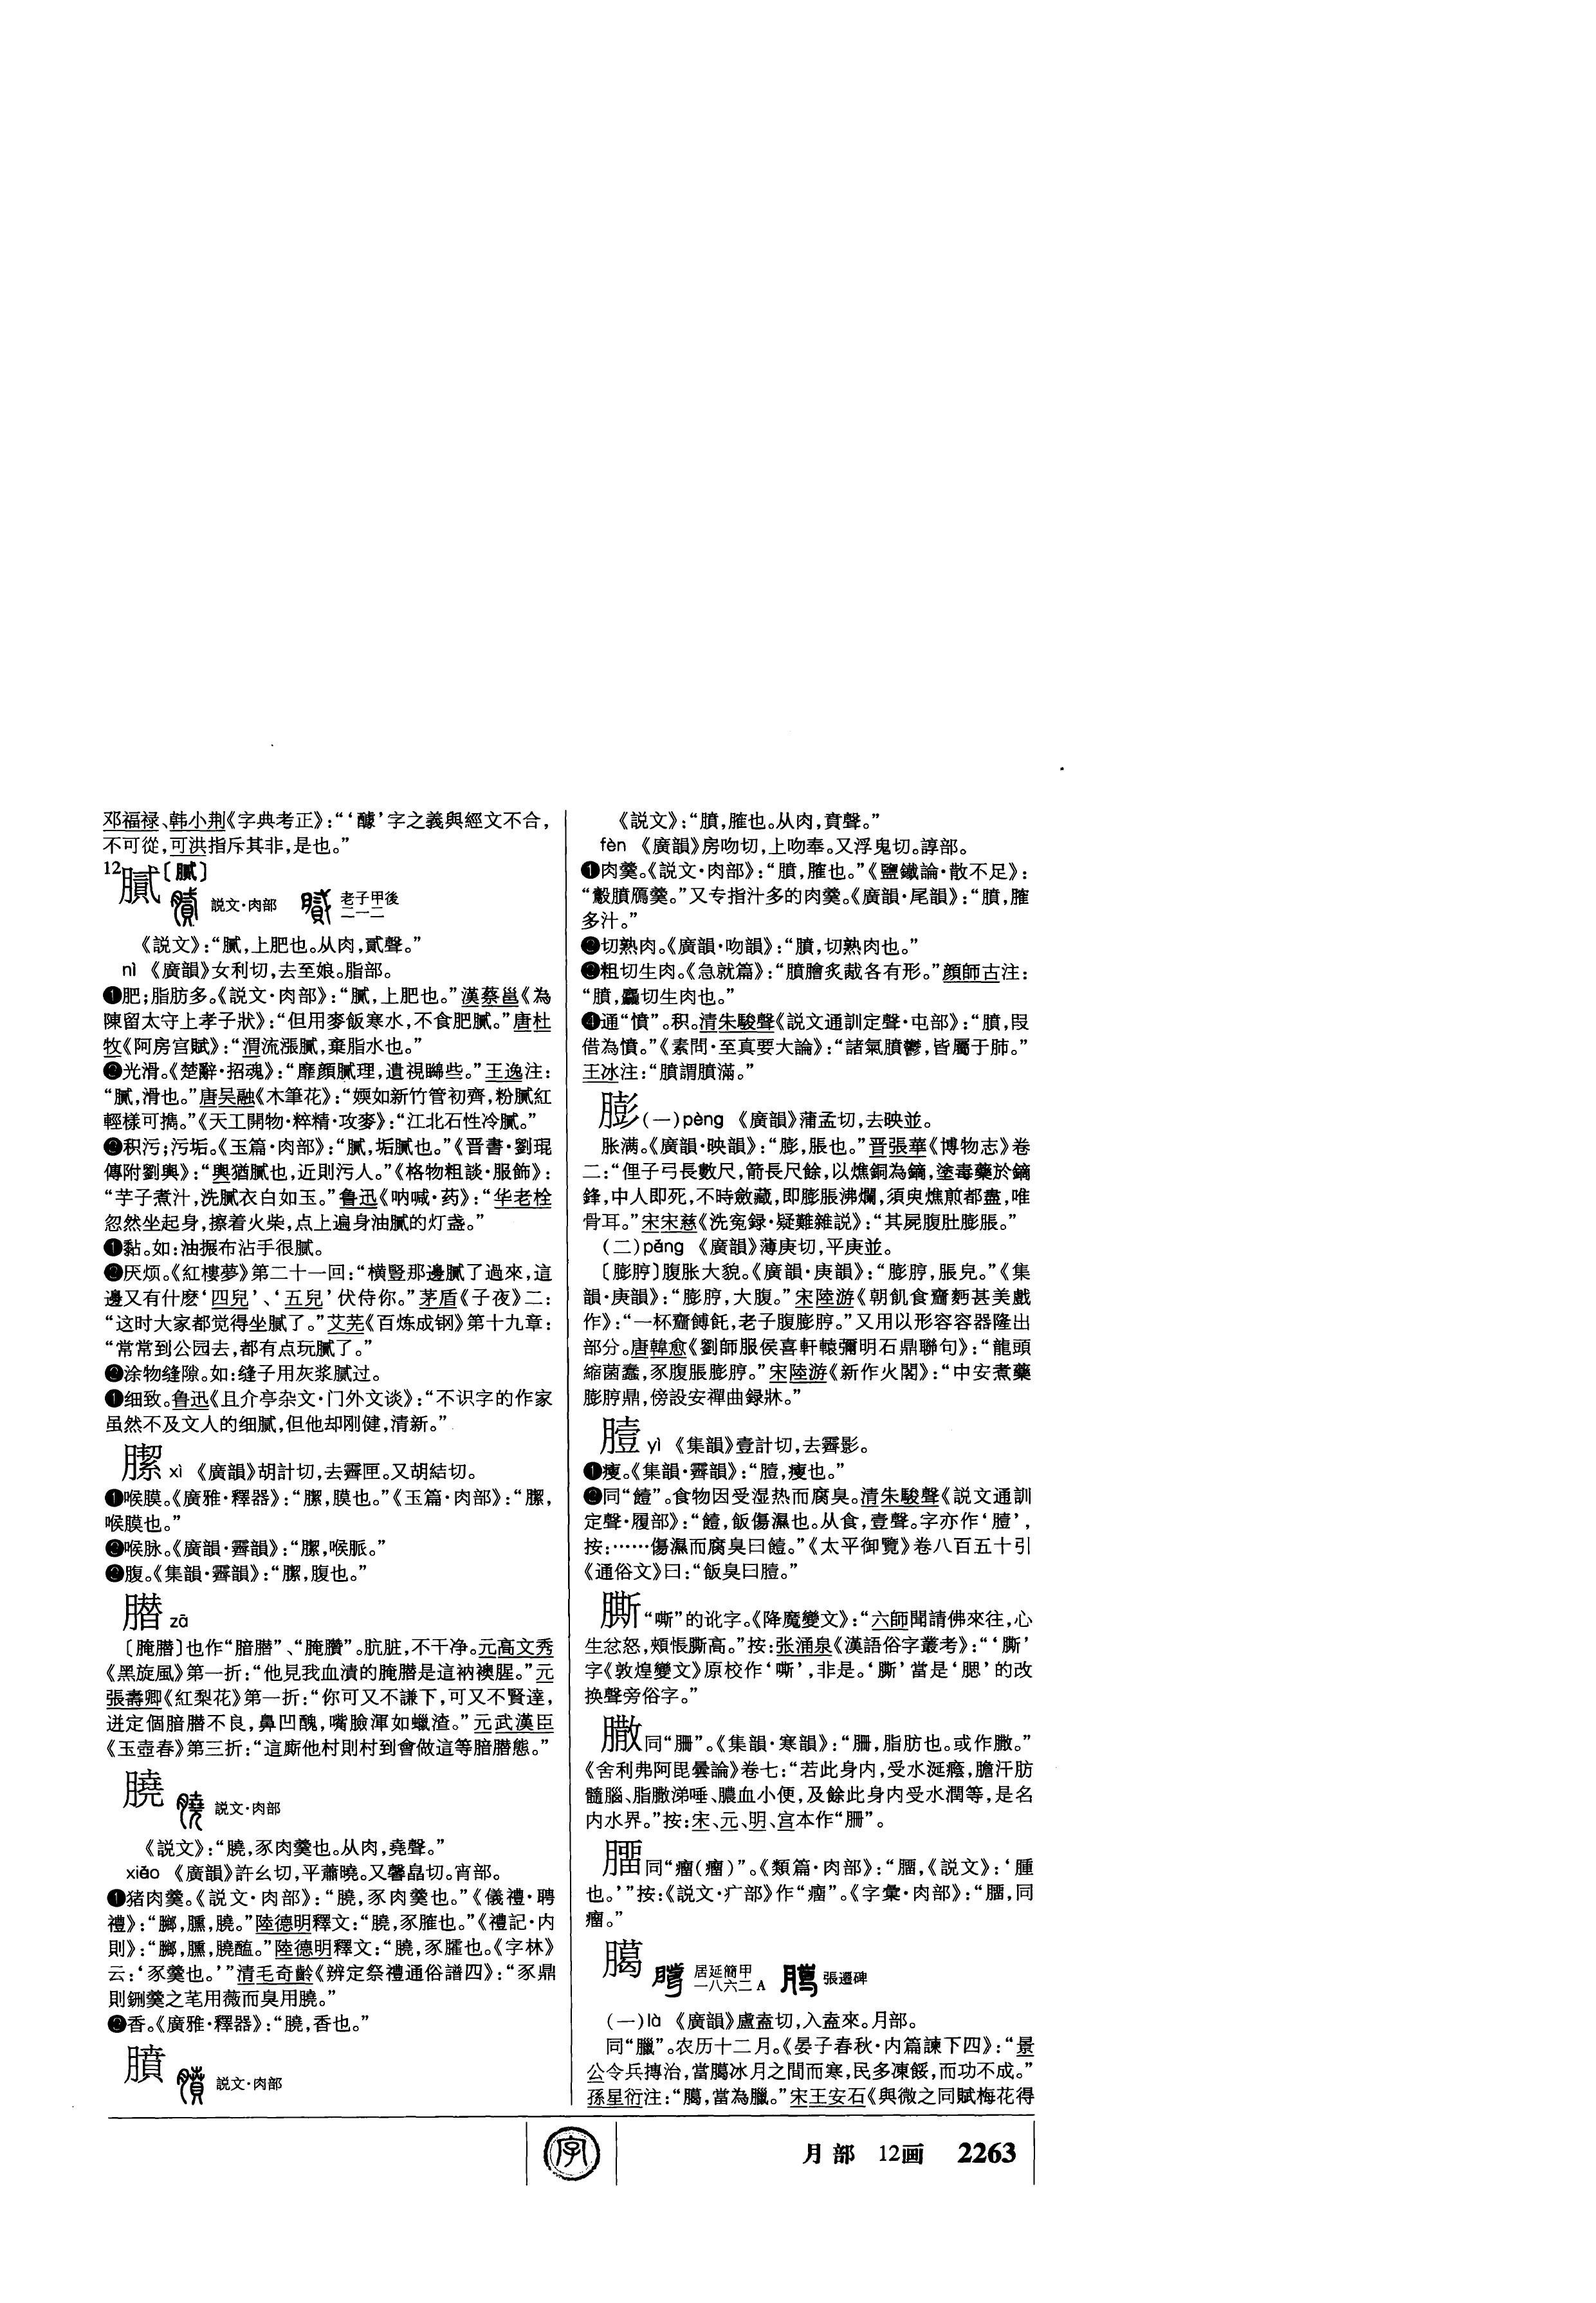 邓福禄、韩小荆《字典考正》：“‘醵’字之義與經文不合，
不可從，可洪指斥其非，是也。”
12膩〔腻〕
説文·肉部 老子甲後二一二
《説文》：“膩，上肥也。从肉，貳聲。”
nì 《廣韻》女利切，去至娘。脂部。
❶肥；脂肪多。《説文·肉部》：“膩，上肥也。”漢蔡邕《為
陳留太守上孝子狀》：“但用麥飯寒水，不食肥膩。”唐杜
牧《阿房宫賦》：“渭流漲膩，棄脂水也。”
❷光滑。《楚辭·招魂》：“靡顔膩理，遺視矊些。”王逸注：
“膩，滑也。”唐吴融《木筆花》：“嫩如新竹管初齊，粉膩紅
輕樣可攜。”《天工開物·粹精·攻麥》：“江北石性冷膩。”
❸积污；污垢。《玉篇·肉部》：“膩，垢膩也。”《晋書·劉琨
傳附劉輿》：“輿猶膩也，近則污人。”《格物粗談·服飾》：
“芋子煮汁，洗膩衣白如玉。”鲁迅《呐喊·药》：“华老栓
忽然坐起身，擦着火柴，点上遍身油腻的灯盏。”
❶黏。如：油搌布沾手很腻。
❷厌烦。《紅樓夢》第二十一回：“横豎那邊膩了過來，這
邊又有什麽‘四兒’、‘五兒’伏侍你。”茅盾《子夜》二：
“这时大家都觉得坐腻了。”艾芜《百炼成钢》第十九章：
“常常到公园去，都有点玩腻了。”
❷涂物缝隙。如：缝子用灰浆腻过。
❶细致。鲁迅《且介亭杂文·门外文谈》：“不识字的作家
虽然不及文人的细腻，但他却刚健，清新。”
䐼 xì 《廣韻》胡計切，去霽匣。又胡結切。
❶喉膜。《廣雅·釋器》：“䐼，膜也。”《玉篇·肉部》：“䐼，
喉膜也。”
❷喉脉。《廣韻·霽韻》：“䐼，喉脈。”
❸腹。《集韻·霽韻》：“䐼，腹也。”
臜 zā
〔腌臜〕也作“腤臜”、“腌臢”。肮脏，不干净。元高文秀
《黑旋風》第一折：“他見我血漬的腌臜是這衲襖腥。”元
張壽卿《紅梨花》第一折：“你可又不謙下，可又不賢達，
迸定個腤臜不良，鼻凹醜，嘴臉渾如蠟渣。”元武漢臣
《玉壺春》第三折：“這廝他村則村到會做這等腤臜態。”
膮 説文·肉部
《説文》：“膮，豕肉羹也。从肉，堯聲。”
xiāo 《廣韻》許幺切，平蕭曉。又馨皛切。宵部。
❶猪肉羹。《説文·肉部》：“膮，豕肉羹也。”《儀禮·聘
禮》：“膷，臐，膮。”陸德明釋文：“膮，豕臛也。”《禮記·内
則》：“膷，臐，膮醢。”陸德明釋文：“膮，豕臛也。《字林》
云：‘豕羹也。’”清毛奇齡《辨定祭禮通俗譜四》：“豕鼎
則鉶羹之芼用薇而臭用膮。”
❷香。《廣雅·釋器》：“膮，香也。”
膹 説文·肉部
《説文》：“膹，臛也。从肉，賁聲。”
fèn 《廣韻》房吻切，上吻奉。又浮鬼切。諄部。
❶肉羹。《説文·肉部》：“膹，臛也。”《鹽鐵論·散不足》：
“鷇膹鴈羹。”又专指汁多的肉羹。《廣韻·尾韻》：“膹，臛
多汁。”
❷切熟肉。《廣韻·吻韻》：“膹，切熟肉也。”
❸粗切生肉。《急就篇》：“膹膾炙胾各有形。”顔師古注：
“膹，麤切生肉也。”
❹通“憤”。积。清朱駿聲《説文通訓定聲·屯部》：“膹，叚
借為憤。”《素問·至真要大論》：“諸氣膹鬱，皆屬于肺。”
王冰注：“膹謂膹滿。”
膨（一）pèng 《廣韻》蒲孟切，去映並。
胀满。《廣韻·映韻》：“膨，脹也。”晋張華《博物志》卷
二：“俚子弓長數尺，箭長尺餘，以燋銅為鏑，塗毒藥於鏑
鋒，中人即死，不時斂藏，即膨脹沸爛，須臾燋煎都盡，唯
骨耳。”宋宋慈《洗冤録·疑難雜説》：“其屍腹肚膨脹。”
（二）pǎng 《廣韻》薄庚切，平庚並。
〔膨脝〕腹胀大貌。《廣韻·庚韻》：“膨脝，脹皃。”《集
韻·庚韻》：“膨脝，大腹。”宋陸游《朝飢食齏麪甚美戲
作》：“一杯齏餺飥，老子腹膨脝。”又用以形容容器隆出
部分。唐韓愈《劉師服侯喜軒轅彌明石鼎聯句》：“龍頭
縮菌蠢，豕腹脹膨脝。”宋陸游《新作火閣》：“中安煮藥
膨脝鼎，傍設安禪曲録牀。”
䐾 yì 《集韻》壹計切，去霽影。
❶瘦。《集韻·霽韻》：“䐾，瘦也。”
❷同“饐”。食物因受湿热而腐臭。清朱駿聲《説文通訓
定聲·履部》：“饐，飯傷濕也。从食，壹聲。字亦作‘䐾’，
按：……傷濕而腐臭曰饐。”《太平御覽》卷八百五十引
《通俗文》曰：“飯臭曰䐾。”
𦠭“嘶”的讹字。《降魔變文》：“六師聞請佛來往，心
生忿怒，頰悵𦠭高。”按：张涌泉《漢語俗字叢考》：“‘𦠭’
字《敦煌變文》原校作‘嘶’，非是。‘𦠭’當是‘腮’的改
换聲旁俗字。”
䐿同“𦙱”。《集韻·寒韻》：“𦙱，脂肪也。或作䐿。”
《舍利弗阿毘曇論》卷七：“若此身内，受水涎癊，膽汗肪
髓腦、脂䐿涕唾、膿血小便，及餘此身内受水潤等，是名
内水界。”按：宋、元、明、宫本作“𦙱”。
𦡂同“瘤（瘤）”。《類篇·肉部》：“𦡂，《説文》：‘腫
也。’”按：《説文·疒部》作“瘤”。《字彙·肉部》：“𦡂，同
瘤。”
臈 居延簡甲一八六二A 張遷碑
（一）là 《廣韻》盧盍切，入盍來。月部。
同“臘”。农历十二月。《晏子春秋·内篇諫下四》：“景
公令兵摶治，當臈冰月之間而寒，民多凍餒，而功不成。”
孫星衍注：“臈，當為臘。”宋王安石《與微之同賦梅花得
字
月部 12画 2263